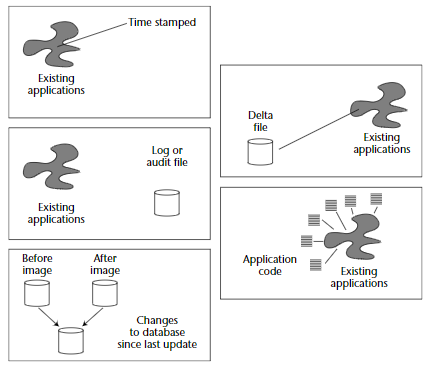 Time stamped
Existing
applications
Log or
audit file
Existing
applications
Before
image
After
image
Changes
to database
since last update
Delta
file
Existing
applications
Application
code
Existing
applications